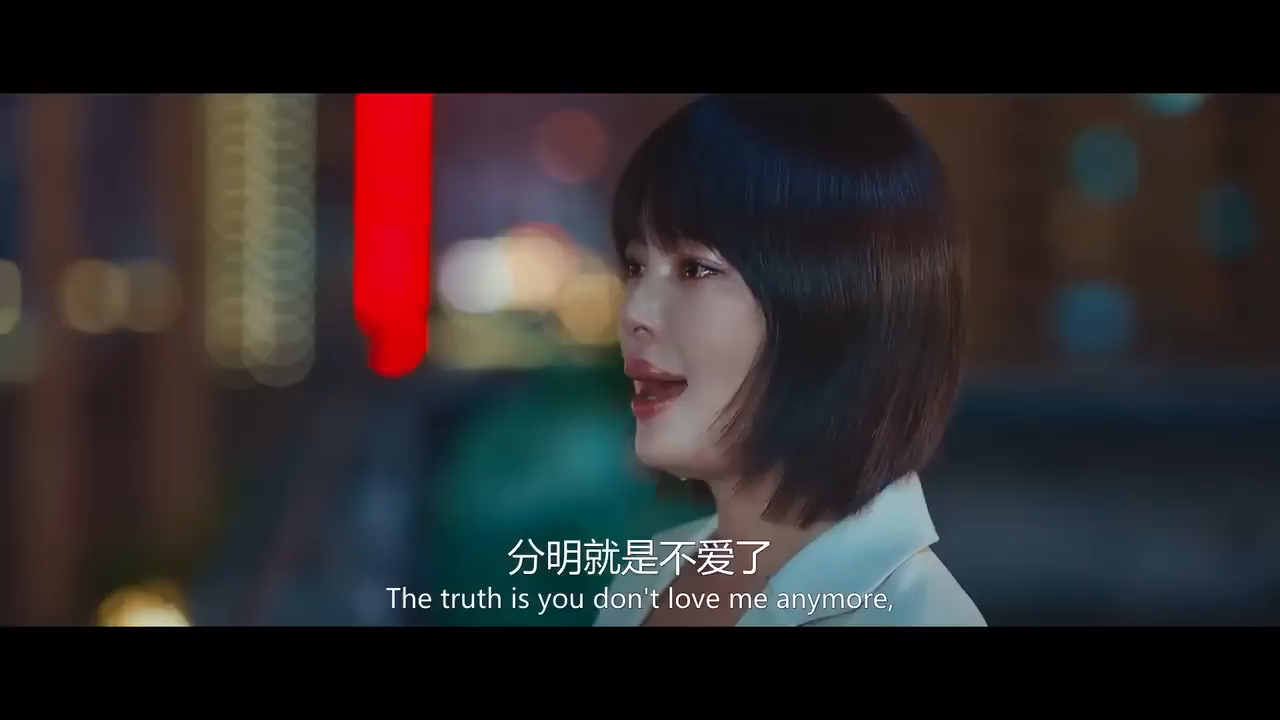 分明就是不爱了
The truth is you don't love me anymore,